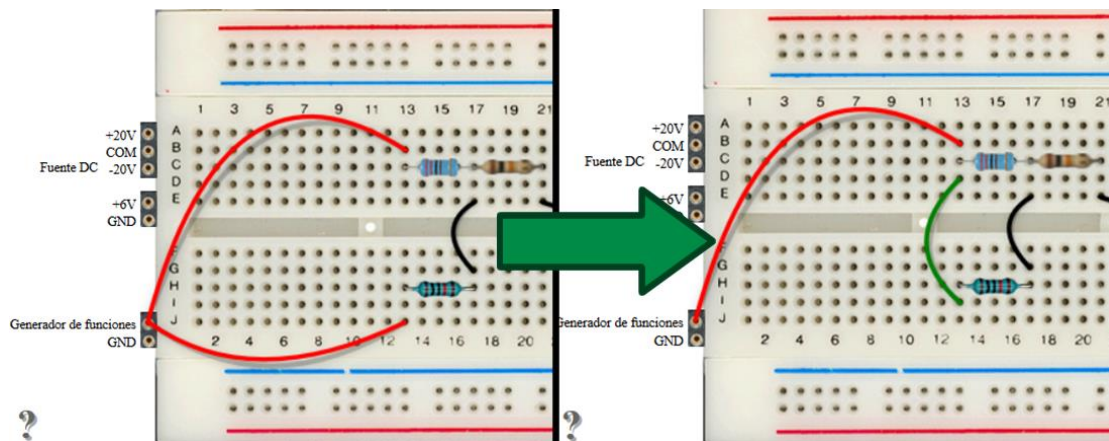 1 3 5 7 9 11 13 15 17 19 21
A
+20V
B
COM
C
Fuente DC -20V
D
E
+6V
GND
G
H
I
J
Generador de funciones
GND
2 4 6 8 10 12 14 16 18 20
?
1 3 5 7 9 11 13 15 17 19 21
A
+20V
B
COM
C
Fuente DC -20V
D
E
+6V
G
H
I
J
Generador de funciones
GND
2 4 6 8 10 12 14 16 18 20
?